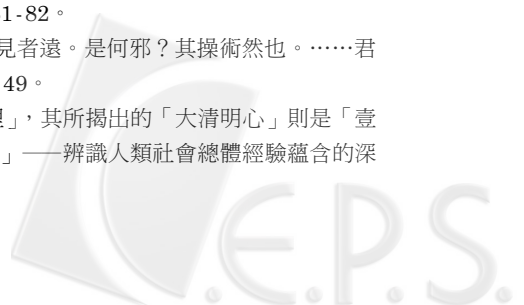 1-82。
見者遠。是何邪？其操術然也。……君
49。
」，其所揭出的「大清明心」則是「壹
」──辨識人類社會總體經驗蘊含的深
C.E.P.S.